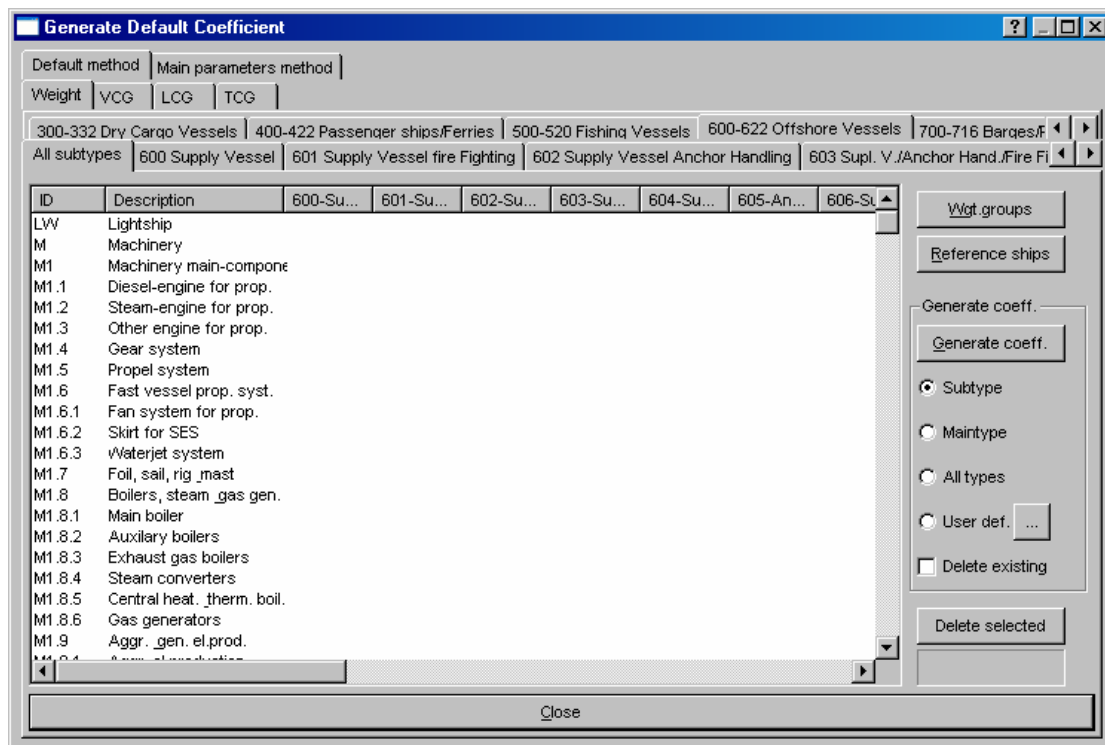 Generate Default Coefficient
Default method Main parameters method
Weight VCG LCG TCG
300-332 Dry Cargo Vessels 400-422 Passenger ships/Ferries 500-520 Fishing Vessels 600-622 Offshore Vessels 700-716 Barges/F
All subtypes 600 Supply Vessel 601 Supply Vessel fire Fighting 602 Supply Vessel Anchor Handling 603 Supl. V./Anchor Hand./Fire Fi
ID Description 600-Su... 601-Su... 602-Su... 603-Su... 604-Su... 605-An... 606-Su
LW Lightship
M Machinery
M1 Machinery main-compone
M1.1 Diesel-engine for prop.
M1.2 Steam-engine for prop.
M1.3 Other engine for prop.
M1.4 Gear system
M1.5 Propel system
M1.6 Fast vessel prop. syst.
M1.6.1 Fan system for prop.
M1.6.2 Skirt for SES
M1.6.3 Waterjet system
M1.7 Foil, sail, rig _mast
M1.8 Boilers, steam _gas gen.
M1.8.1 Main boiler
M1.8.2 Auxilary boilers
M1.8.3 Exhaust gas boilers
M1.8.4 Steam converters
M1.8.5 Central heat. _therm. boil.
M1.8.6 Gas generators
M1.9 Aggr. _gen. el.prod.
Wgt.groups
Reference ships
Generate coeff.
Generate coeff.
Subtype
Maintype
All types
User def. ...
Delete existing
Delete selected
Close